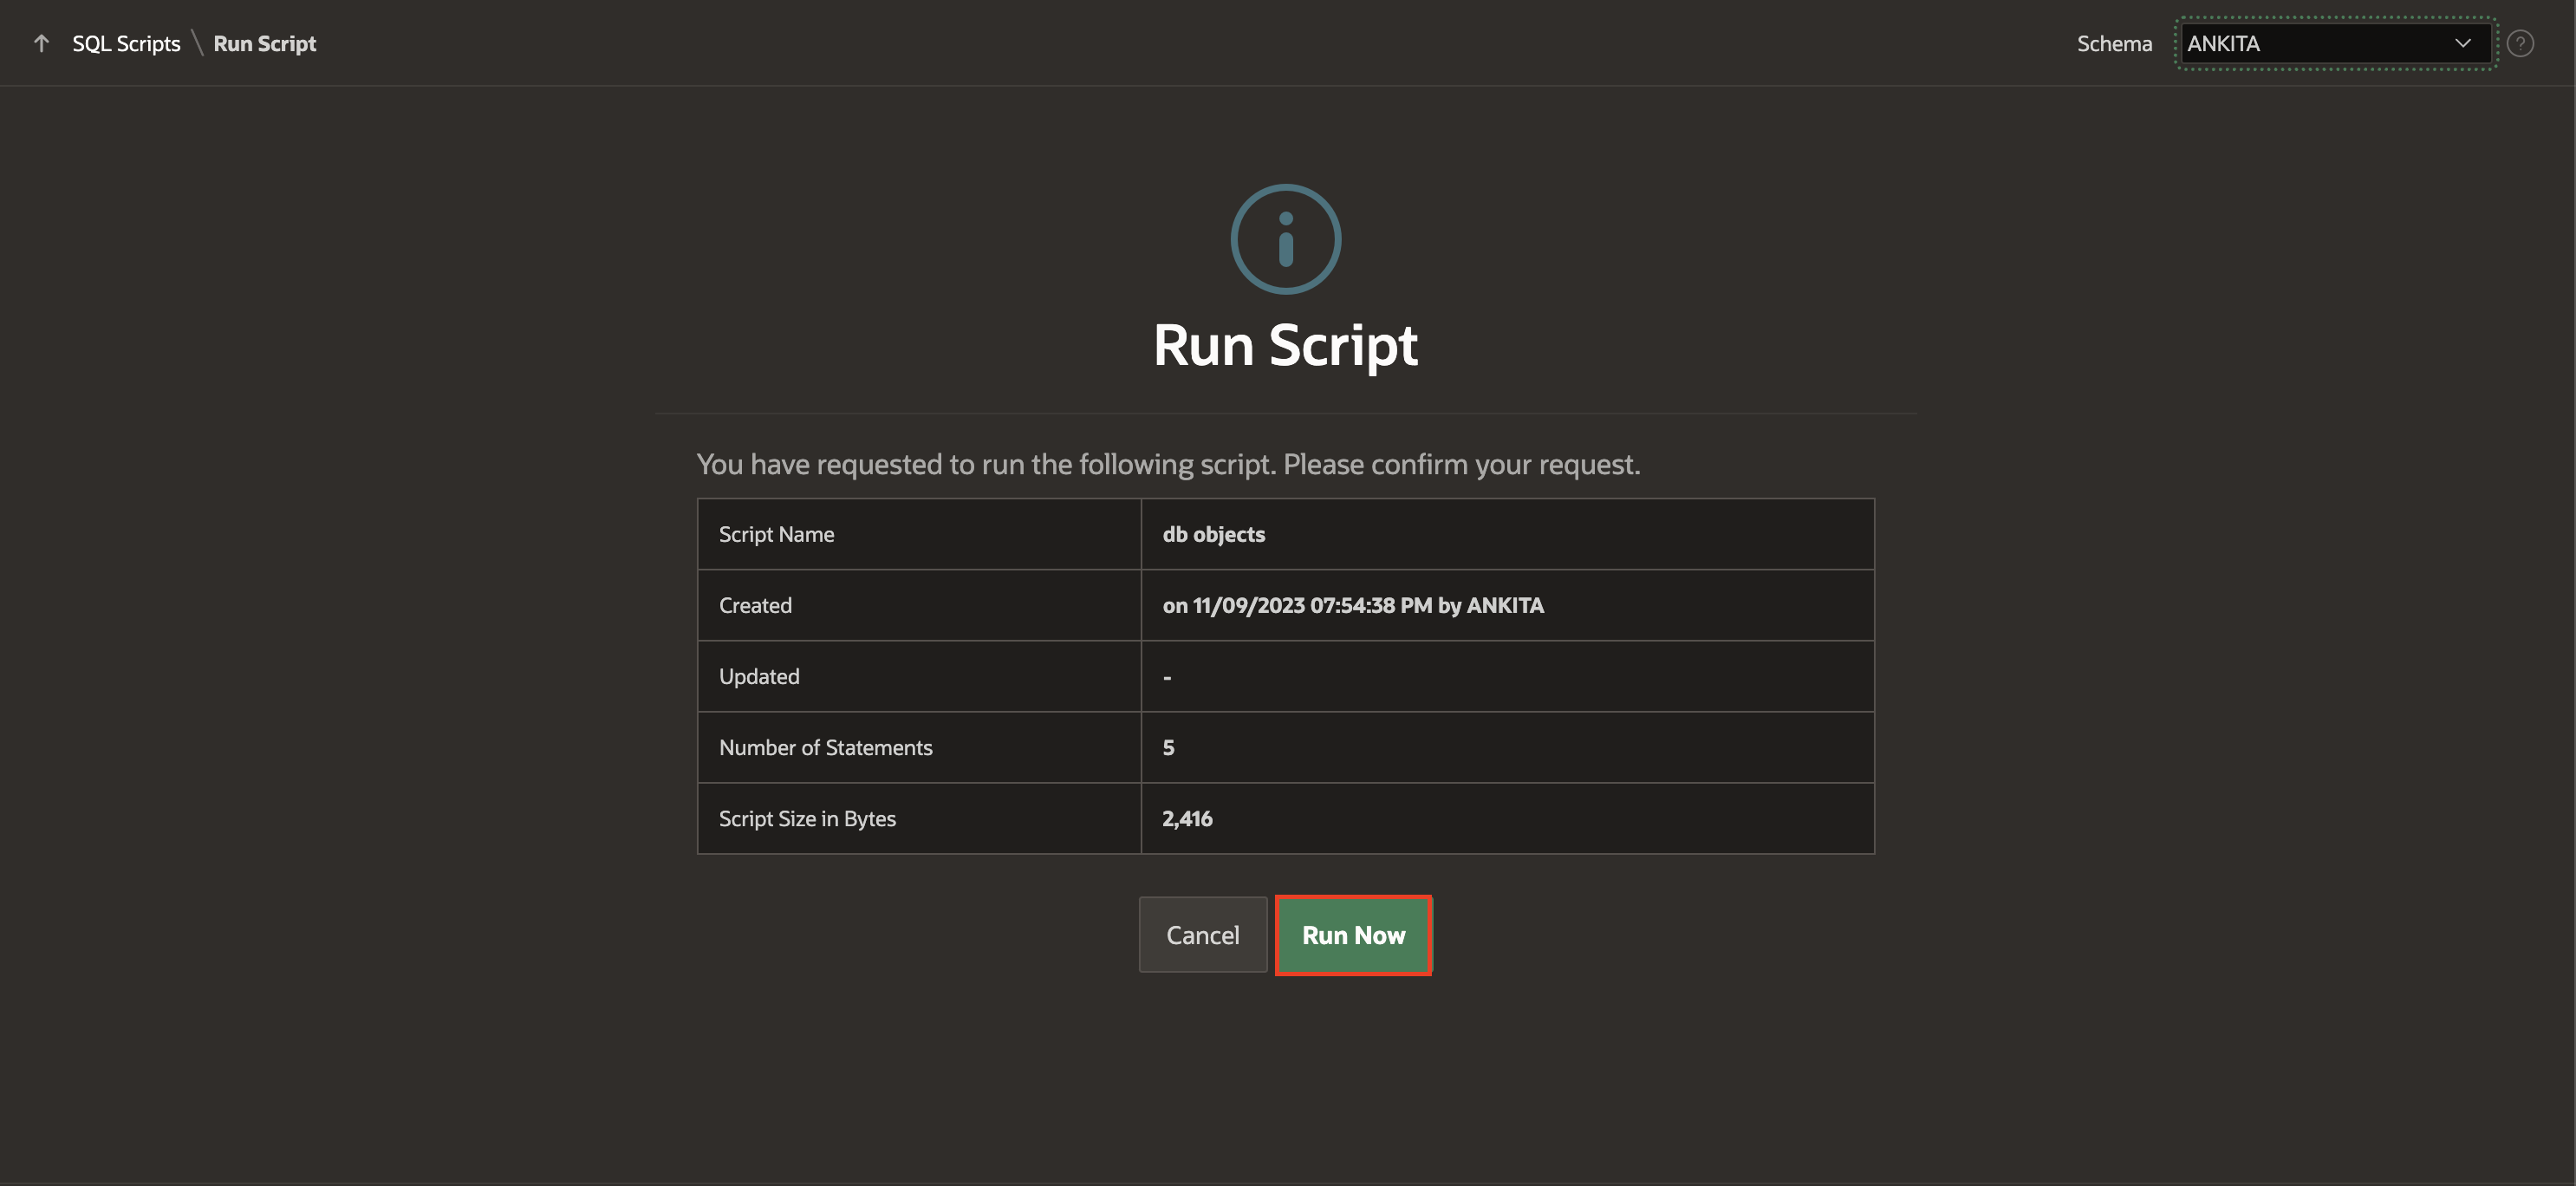 SQL Scripts \ Run Script
Schema ANKITA ?
Run Script
You have requested to run the following script. Please confirm your request.
Script Name db objects
Created on 11/09/2023 07:54:38 PM by ANKITA
Updated -
Number of Statements 5
Script Size in Bytes 2,416
Cancel Run Now